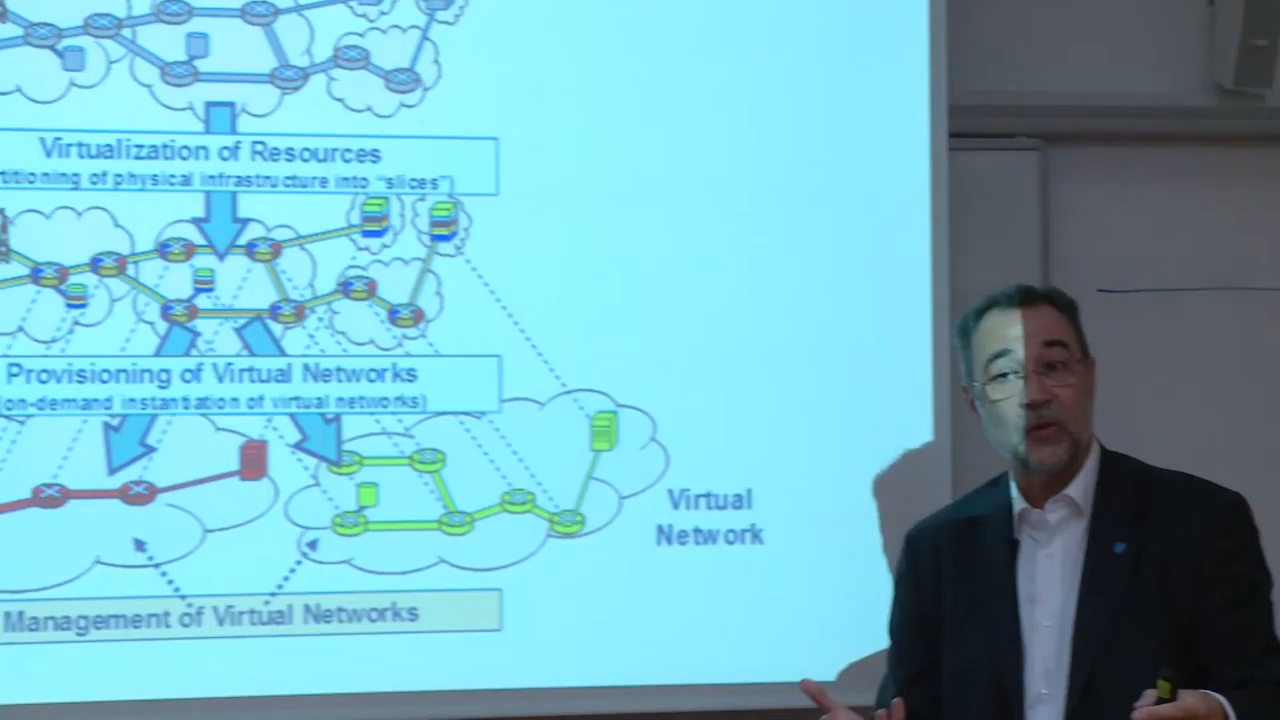 Virtualization of Resources
titioning of physical infrastructure into "slices")
Provisioning of Virtual Networks
(on-demand instantiation of virtual networks)
Virtual
Network
Management of Virtual Networks